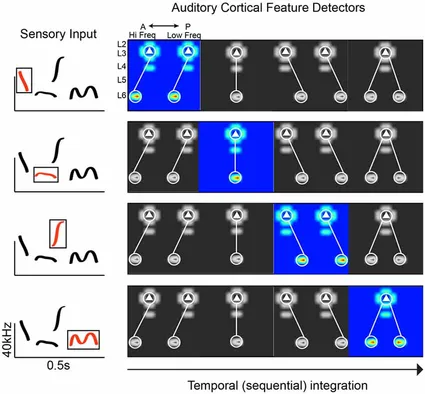 Auditory Cortical Feature Detectors
Sensory Input
A P
Hi Freq Low Freq
L2
L3
L4
L5
L6
40kHz
0.5s
Temporal (sequential) integration